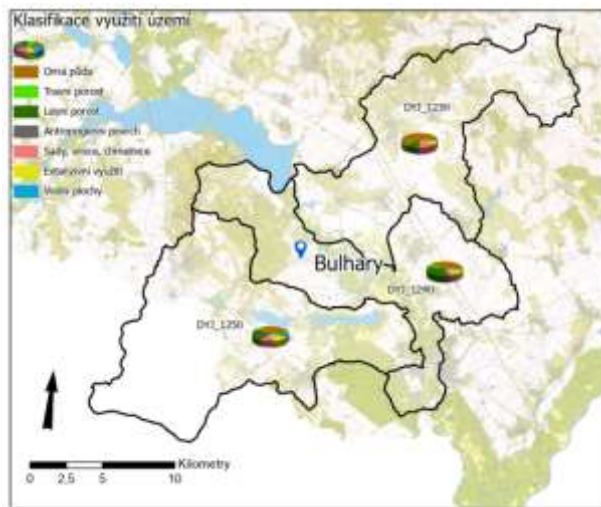 Klasifikace využití území
Orná půda
Travní porost
Lesní porost
Antropogenní povrch
Sady, vinice, chmelnice
Extenzivní využití
Vodní plochy
DYJ_1230
Bulhary
DYJ_1240
DYJ_1250
Kilometry
0 2,5 5 10